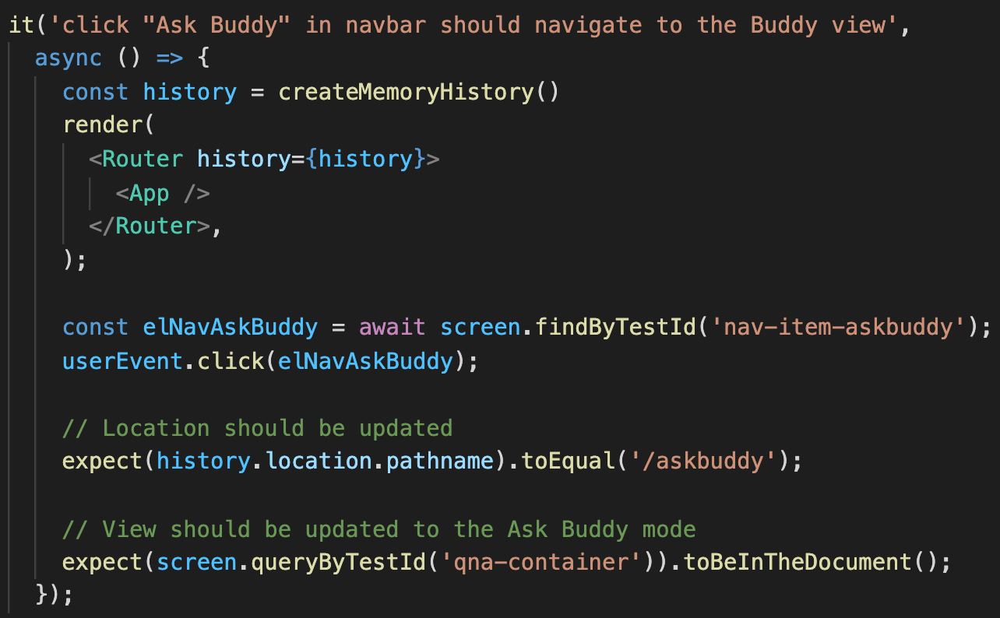 it('click "Ask Buddy" in navbar should navigate to the Buddy view',
  async () => {
    const history = createMemoryHistory()
    render(
      <Router history={history}>
        <App />
      </Router>,
    );

    const elNavAskBuddy = await screen.findByTestId('nav-item-askbuddy');
    userEvent.click(elNavAskBuddy);

    // Location should be updated
    expect(history.location.pathname).toEqual('/askbuddy');

    // View should be updated to the Ask Buddy mode
    expect(screen.queryByTestId('qna-container')).toBeInTheDocument();
  });